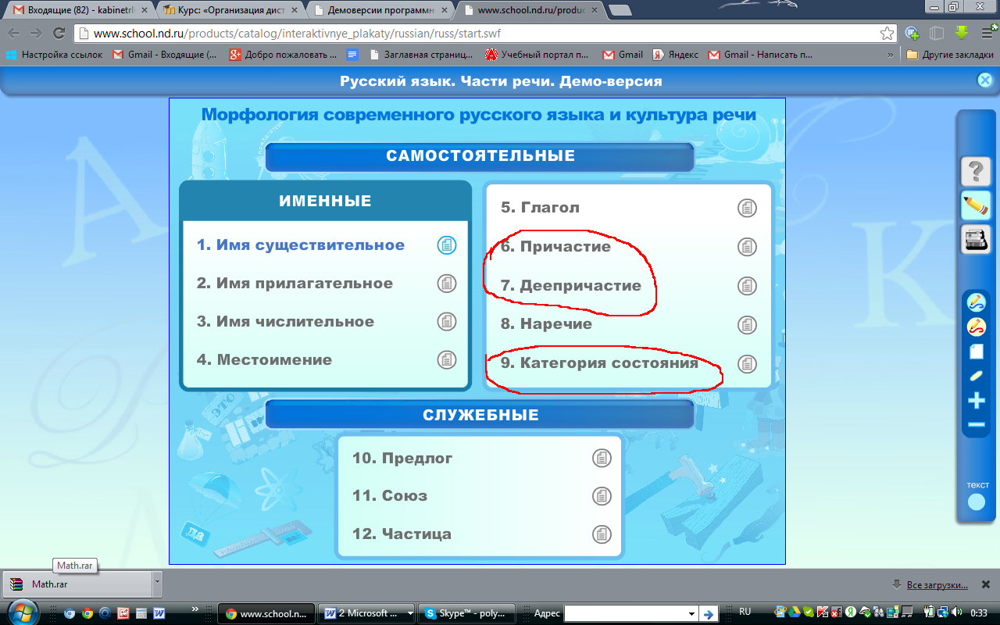 Входящие (82) - kabinetrl
Курс: «Организация дист
Демоверсии программн
www.school.nd.ru/produc
www.school.nd.ru/products/catalog/interaktivnye_plakaty/russian/russ/start.swf
Настройка ссылок
Gmail - Входящие (...
Добро пожаловать ...
Заглавная страниц...
Учебный портал п...
Gmail
Яндекс
Gmail - Написать п...
»
Другие закладки
Русский язык. Части речи. Демо-версия
Морфология современного русского языка и культура речи
САМОСТОЯТЕЛЬНЫЕ
ИМЕННЫЕ
1. Имя существительное
2. Имя прилагательное
3. Имя числительное
4. Местоимение
5. Глагол
6. Причастие
7. Деепричастие
8. Наречие
9. Категория состояния
СЛУЖЕБНЫЕ
10. Предлог
11. Союз
12. Частица
текст
Math.rar
Math.rar
Все загрузки...
www.school.n...
2 Microsoft ...
Skype™ - poly...
Адрес
RU
0:33